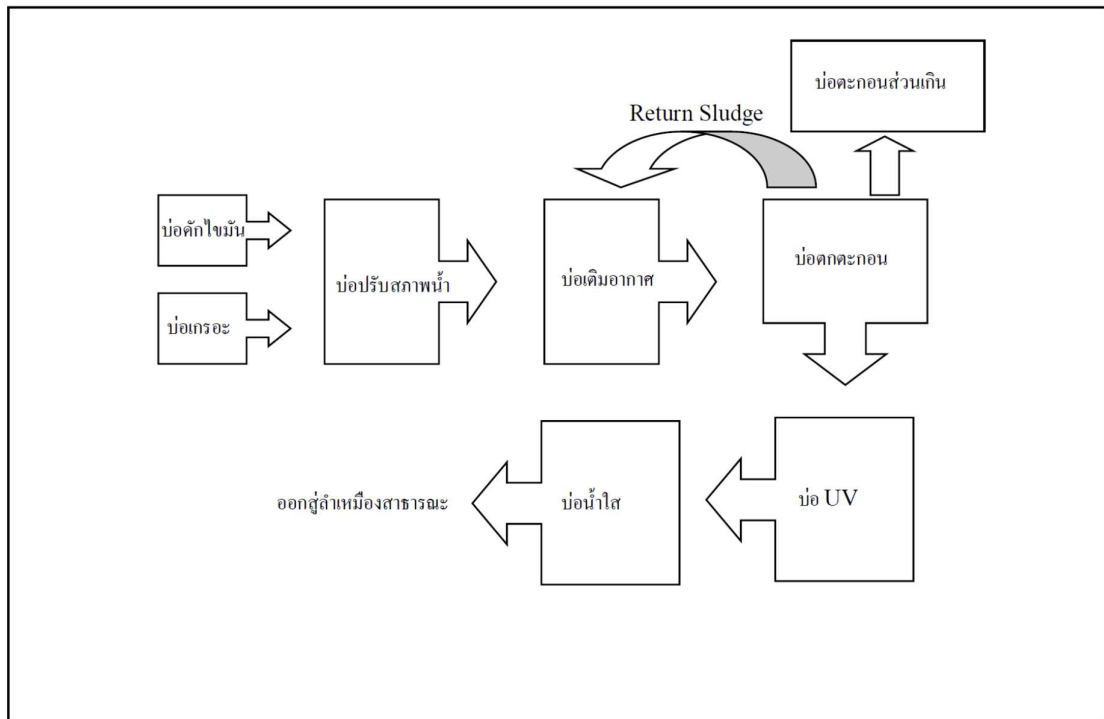 บ่อตะกอนส่วนเกิน
Return Sludge
บ่อดักไขมัน
บ่อเกรอะ
บ่อปรับสภาพน้ำ
บ่อเติมอากาศ
บ่อตกตะกอน
ออกสู่ลำเหมืองสาธารณะ
บ่อน้ำใส
บ่อ UV